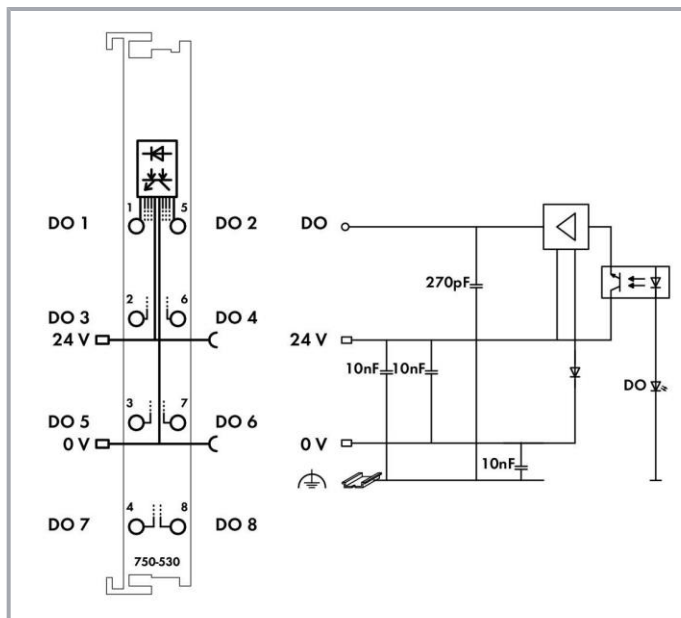 1 5
DO 1 DO 2
2 6
DO 3 DO 4
24 V
3 7
DO 5 DO 6
0 V
4 8
DO 7 DO 8
750-530
DO
270pF
24 V
10nF 10nF
DO
0 V
10nF